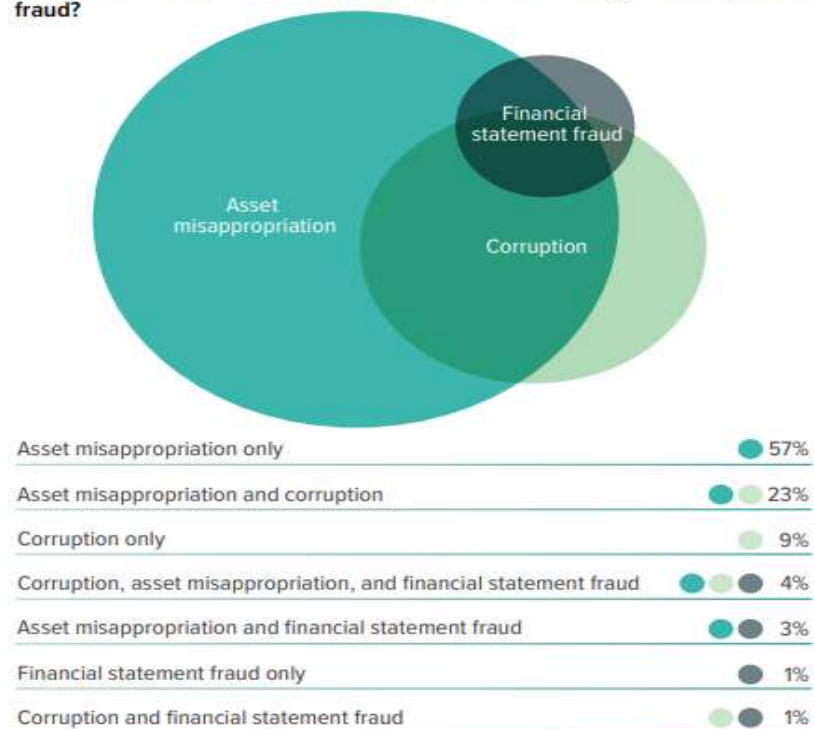 fraud?
Financial
statement fraud
Asset
misappropriation
Corruption
Asset misappropriation only 57%
Asset misappropriation and corruption 23%
Corruption only 9%
Corruption, asset misappropriation, and financial statement fraud 4%
Asset misappropriation and financial statement fraud 3%
Financial statement fraud only 1%
Corruption and financial statement fraud 1%